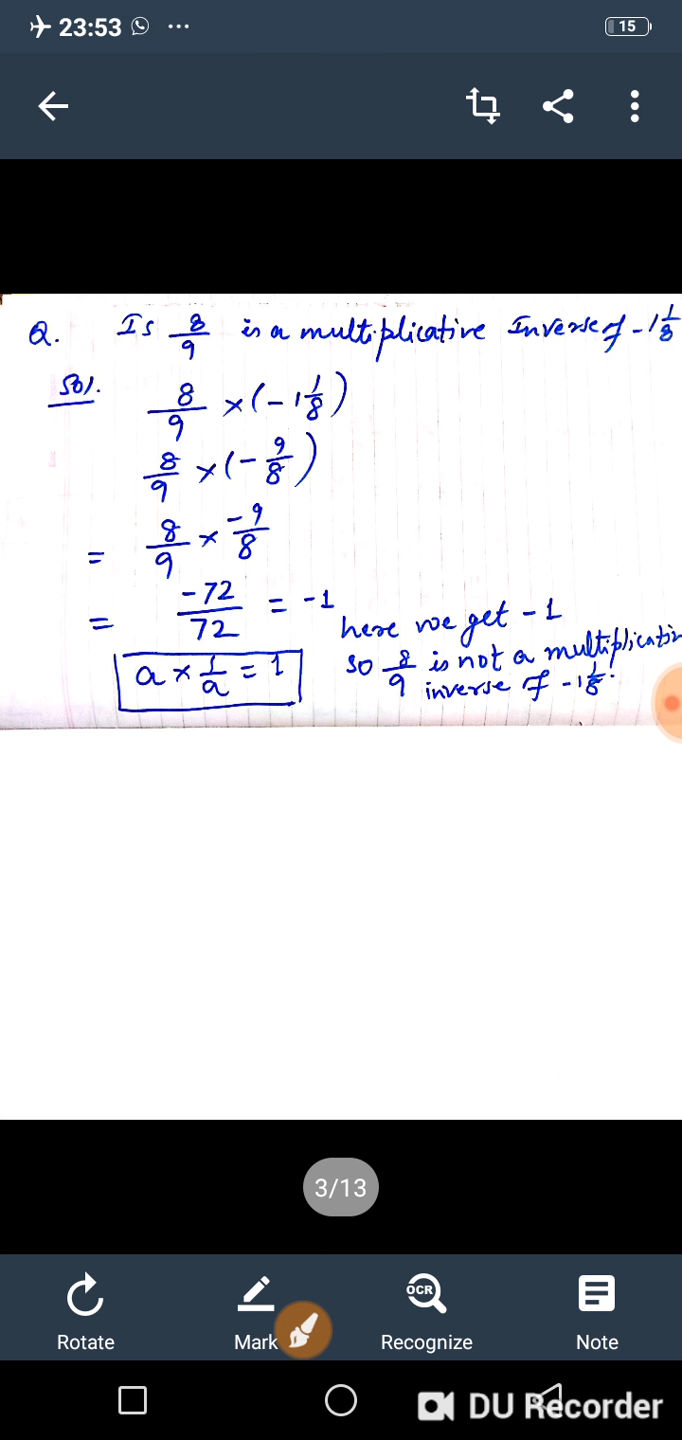 23:53 ... 15
Q. Is 8/9 is a multiplicative Inverse of -1 1/8
Sol.
8/9 × (-1 1/8)
8/9 × (-9/8)
= 8/9 × -9/8
= -72/72 = -1
here we get -1
a × 1/a = 1
so 8/9 is not a multiplicatin
inverse of -1 1/8.
3/13
OCR
Rotate Mark Recognize Note
DU Recorder